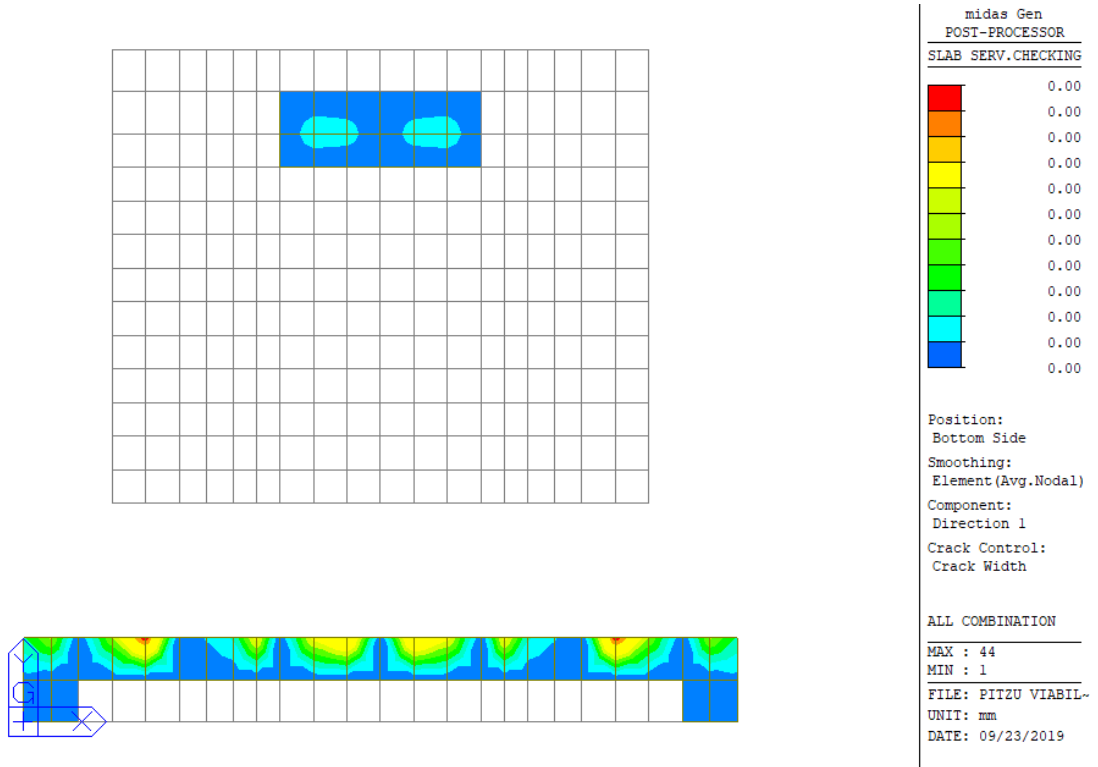 midas Gen
POST-PROCESSOR
SLAB SERV.CHECKING
0.00
0.00
0.00
0.00
0.00
0.00
0.00
0.00
0.00
0.00
0.00
0.00
Position:
Bottom Side
Smoothing:
Element(Avg.Nodal)
Component:
Direction 1
Crack Control:
Crack Width
ALL COMBINATION
MAX : 44
MIN : 1
FILE: PITZU VIABIL~
UNIT: mm
DATE: 09/23/2019
Y
G
X